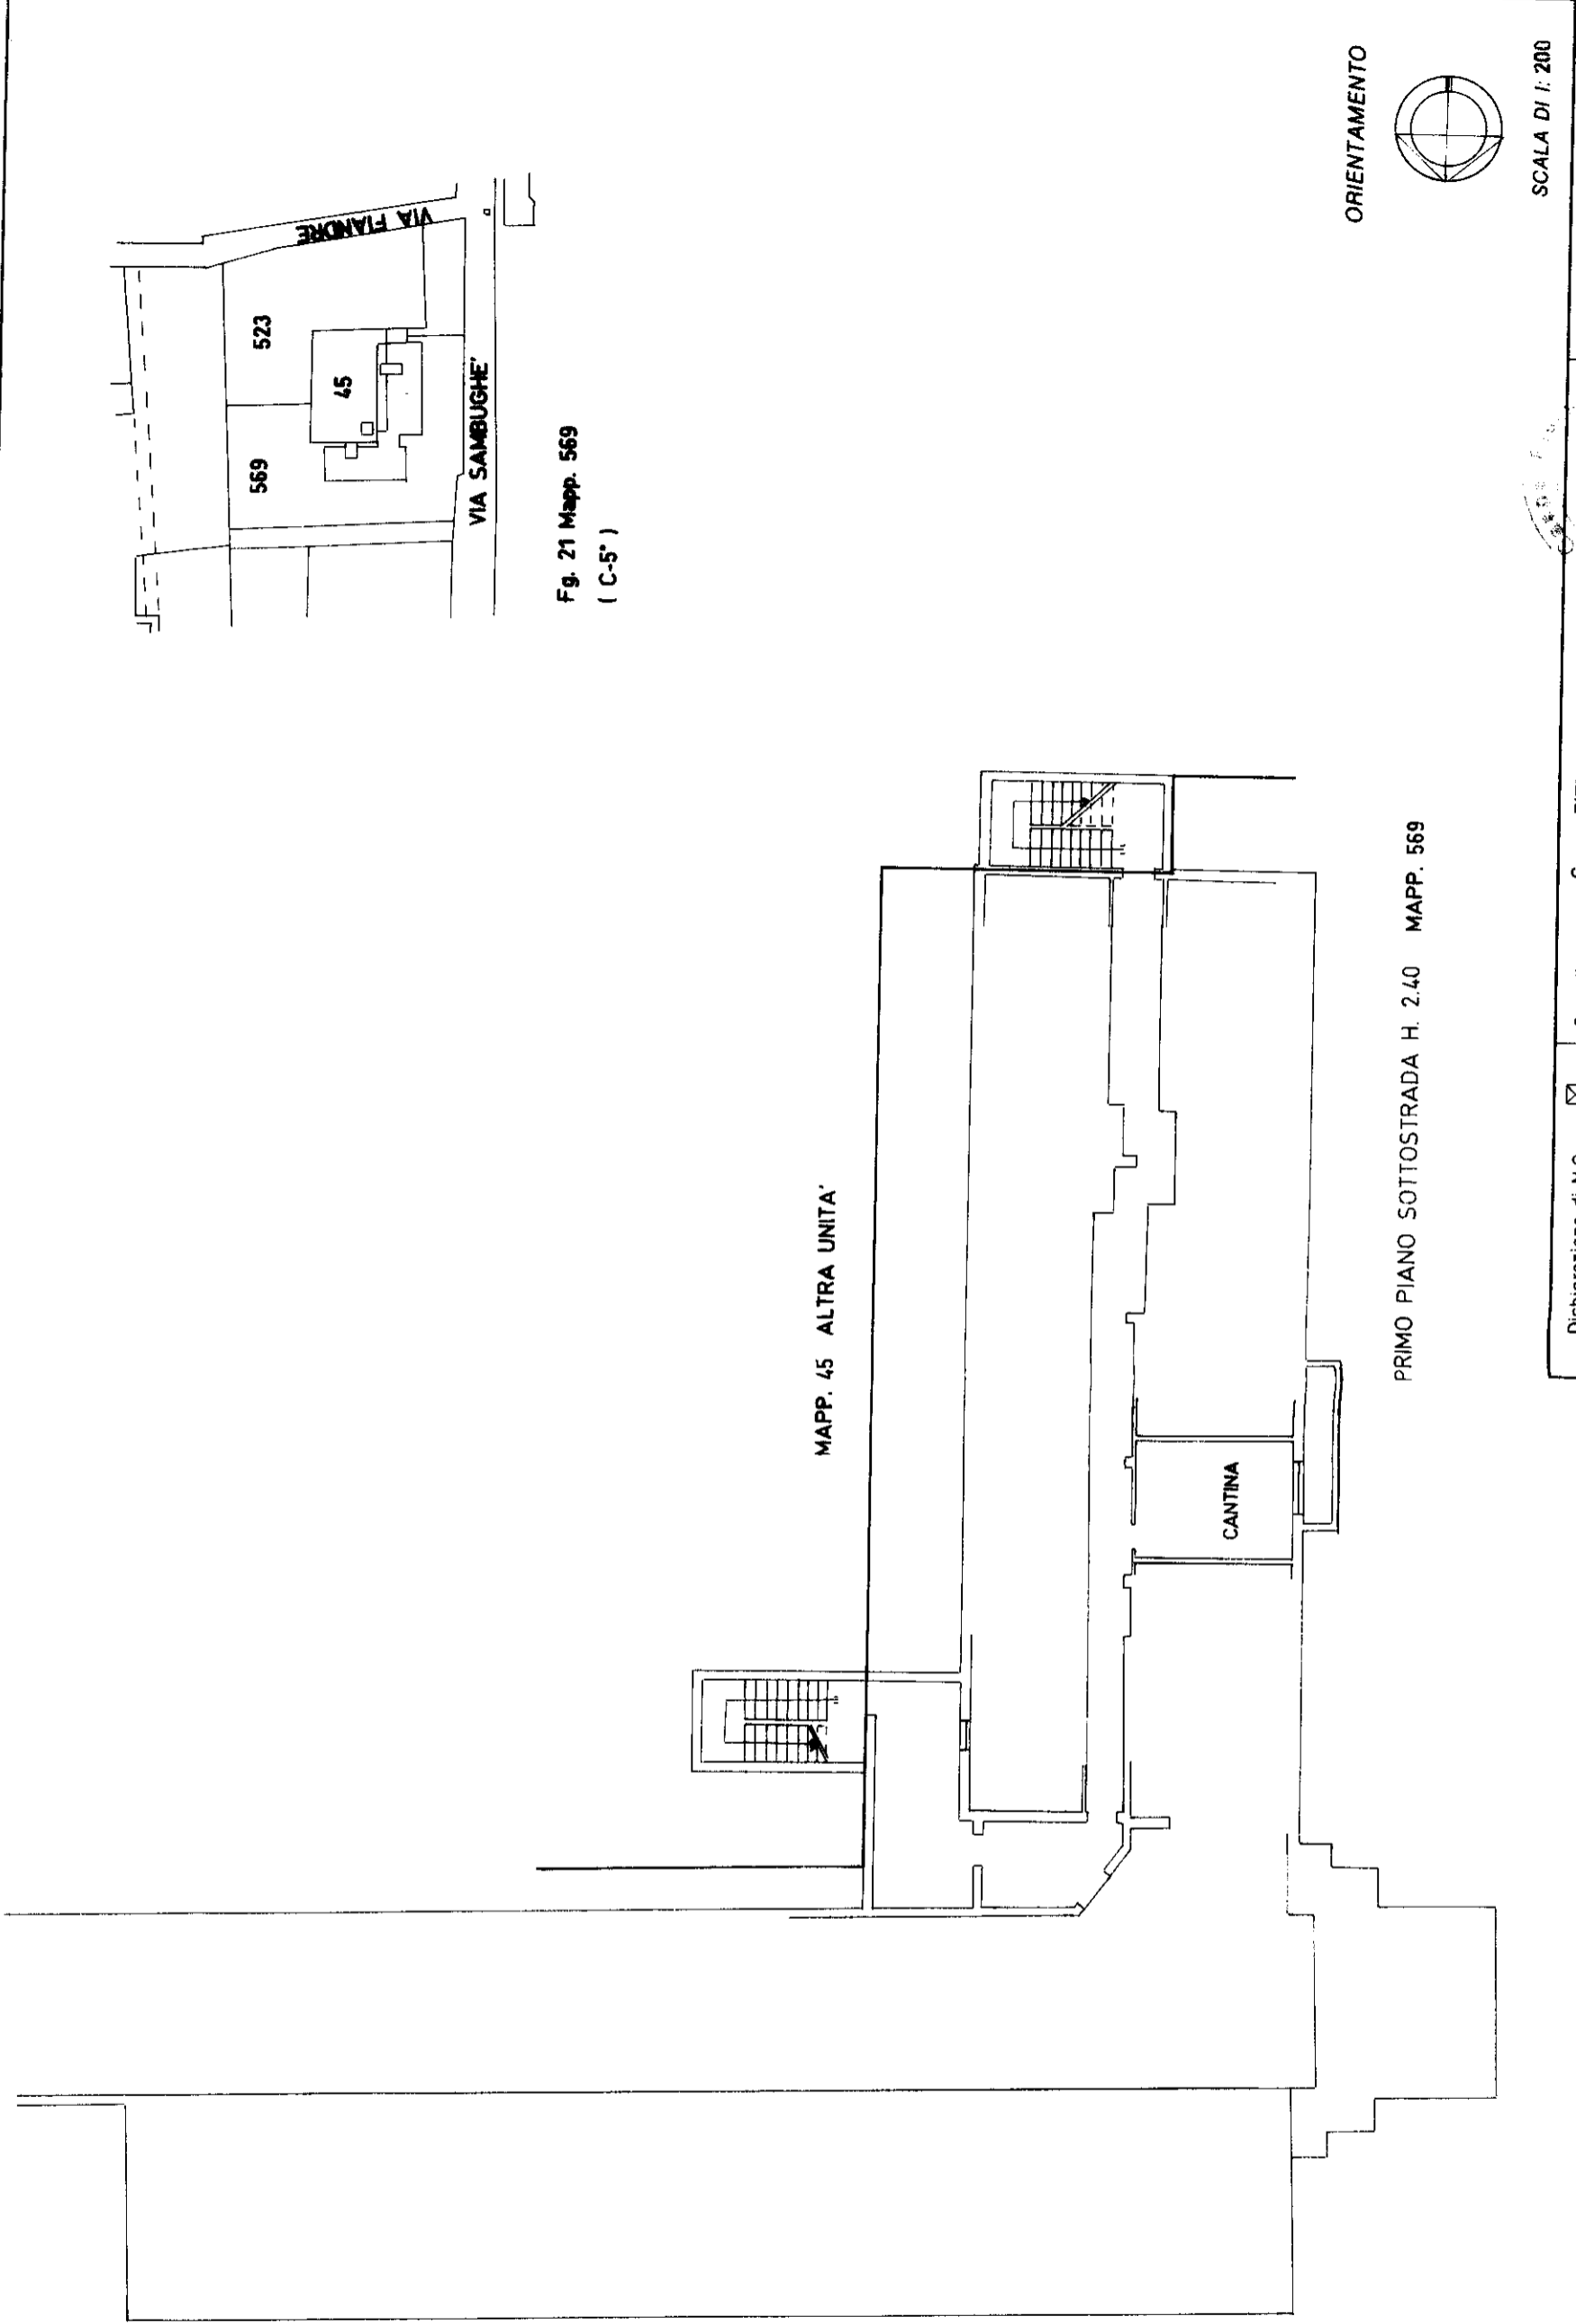 VIA FIANDRE
523
45
569
VIA SAMBUGHE'
Fg. 21 Mapp. 569
( C-5° )
ORIENTAMENTO
SCALA DI 1: 200
MAPP. 45 ALTRA UNITA'
CANTINA
PRIMO PIANO SOTTOSTRADA H. 2.40 MAPP. 569